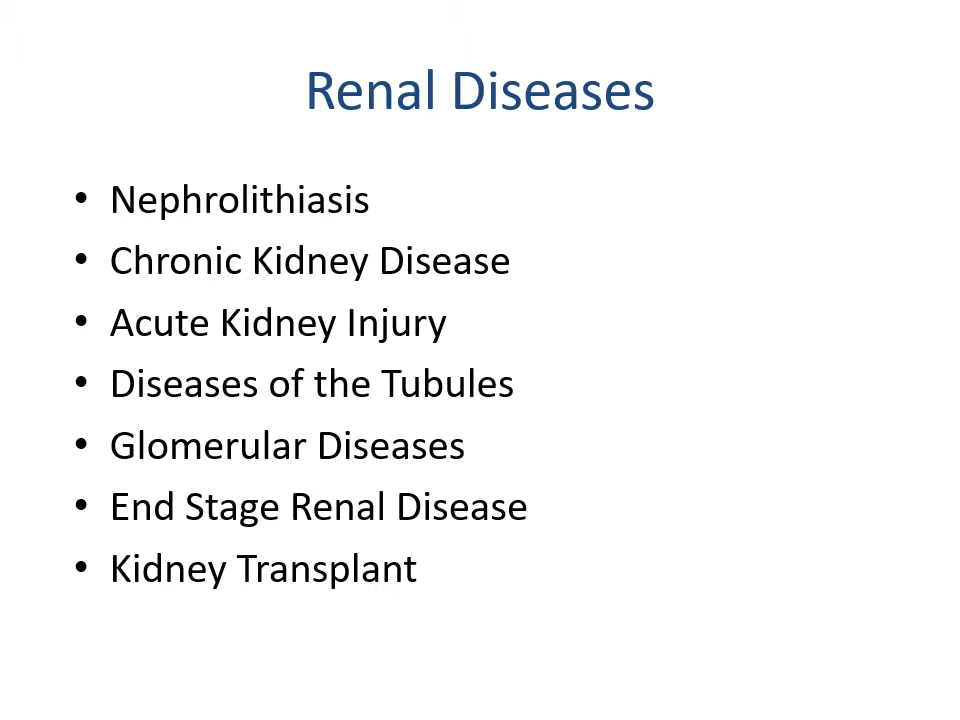 Renal Diseases
• Nephrolithiasis
• Chronic Kidney Disease
• Acute Kidney Injury
• Diseases of the Tubules
• Glomerular Diseases
• End Stage Renal Disease
• Kidney Transplant